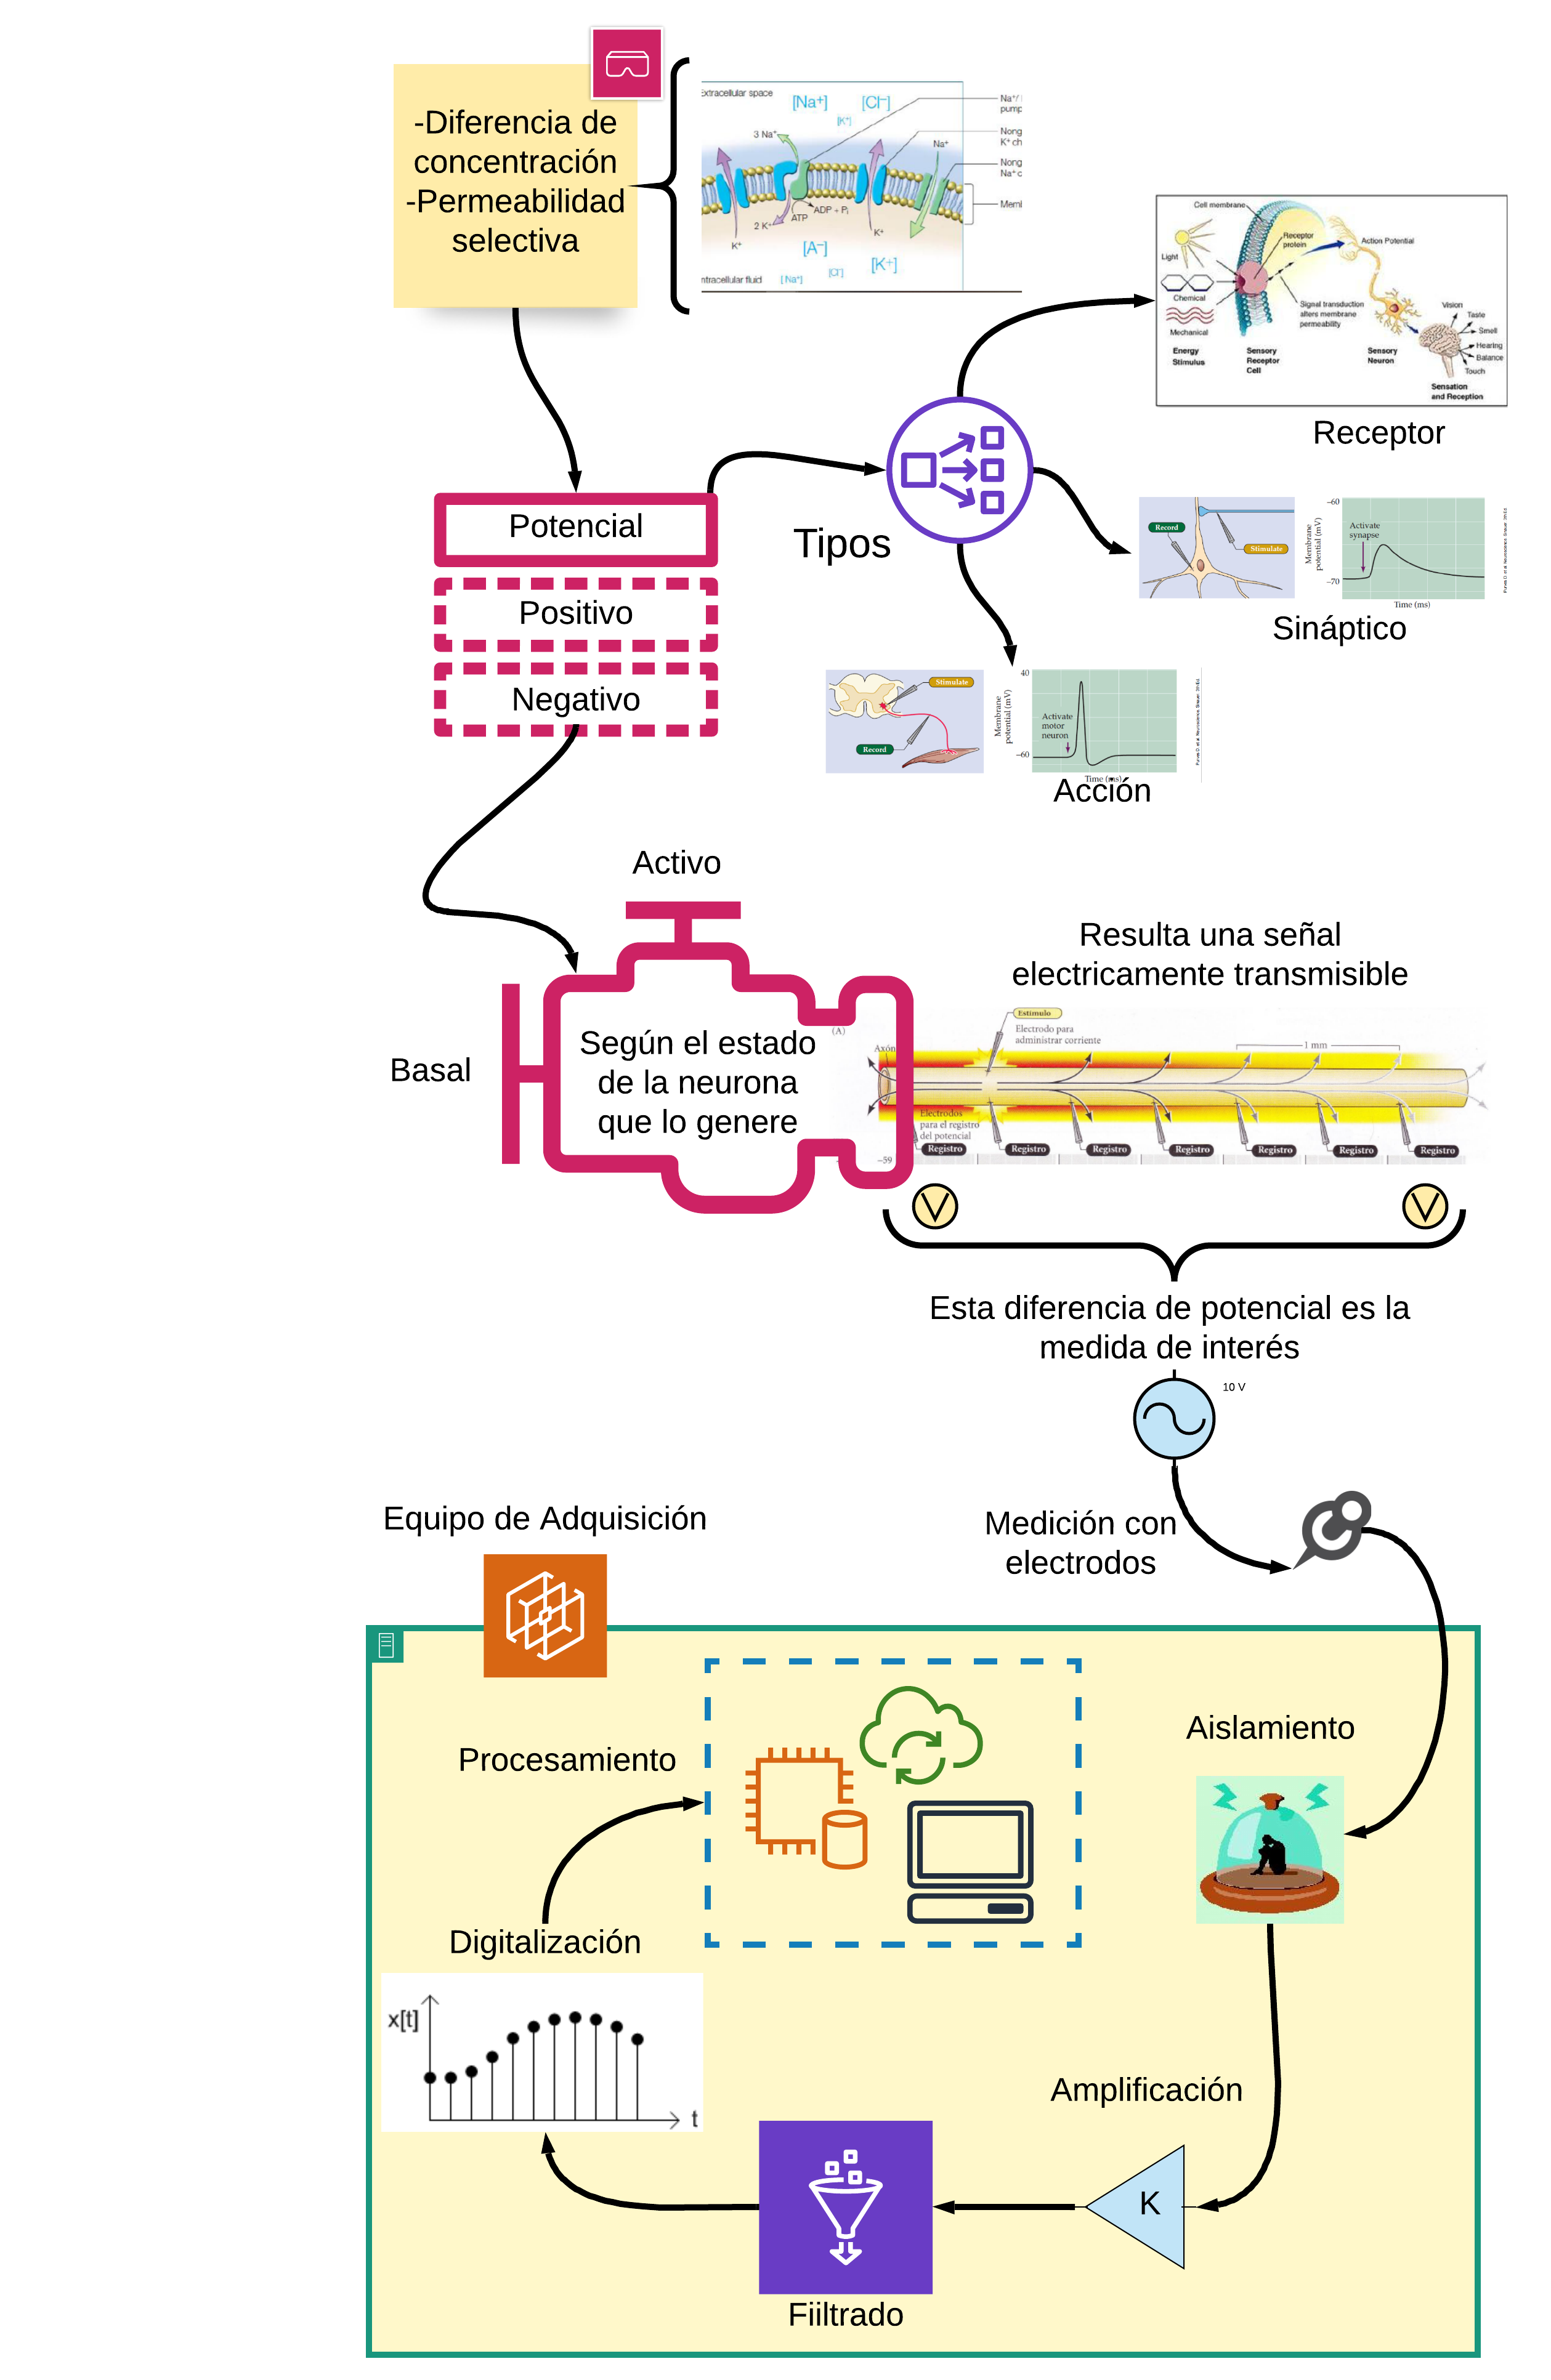 -Diferencia de
concentración
-Permeabilidad
selectiva
Extracellular space
[Na+]
[Cl-]
[K+]
3 Na+
Na+
2 K+
ATP
ADP + Pi
K+
K+
[A-]
[K+]
[Na+]
[Cl-]
ntracellular fluid
Na+/
pump
Nong
K+ ch
Nong
Na+ c
Meml
Cell membrane
Receptor
protein
Action Potential
Light
Chemical
Mechanical
Signal transduction
alters membrane
permeability
Vision
Taste
Smell
Hearing
Balance
Touch
Energy
Stimulus
Sensory
Receptor
Cell
Sensory
Neuron
Sensation
and Reception
Receptor
Potencial
Positivo
Negativo
Tipos
Record
Stimulate
Membrane
potential (mV)
-60
Activate
synapse
-70
Time (ms)
Sináptico
Stimulate
Record
Membrane
potential (mV)
40
Activate
motor
neuron
-60
Time (ms)
Acción
Activo
Basal
Según el estado
de la neurona
que lo genere
Resulta una señal
electricamente transmisible
(A)
Axón
Estímulo
Electrodo para
administrar corriente
1 mm
Electrodos
para el registro
del potencial
Registro
Registro
Registro
Registro
Registro
Registro
Registro
-59
V
V
Esta diferencia de potencial es la
medida de interés
10 V
Medición con
electrodos
Equipo de Adquisición
Procesamiento
Aislamiento
Digitalización
x[t]
t
Amplificación
K
Fiiltrado